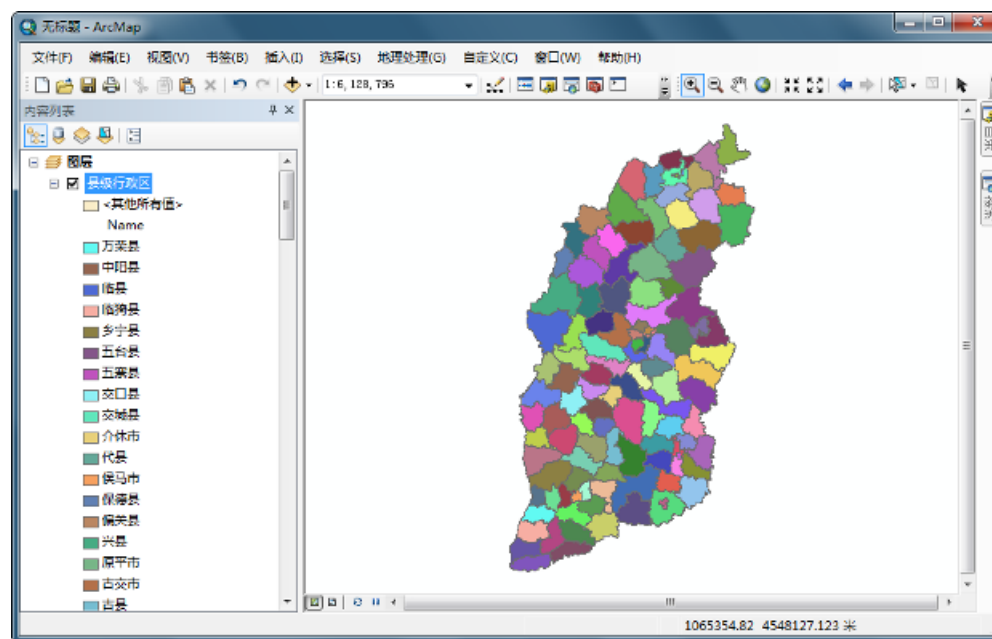 无标题 - ArcMap
文件(F) 编辑(E) 视图(V) 书签(B) 插入(I) 选择(S) 地理处理(G) 自定义(C) 窗口(W) 帮助(H)
1:6,128,796
内容列表
图层
县级行政区
<其他所有值>
Name
万荣县
中阳县
临县
临猗县
乡宁县
五台县
五寨县
交口县
交城县
介休市
代县
侯马市
保德县
偏关县
兴县
原平市
古交市
古县
1065354.82 4548127.123 米